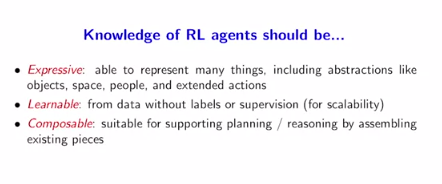 Knowledge of RL agents should be...
• Expressive: able to represent many things, including abstractions like
objects, space, people, and extended actions
• Learnable: from data without labels or supervision (for scalability)
• Composable: suitable for supporting planning / reasoning by assembling
existing pieces